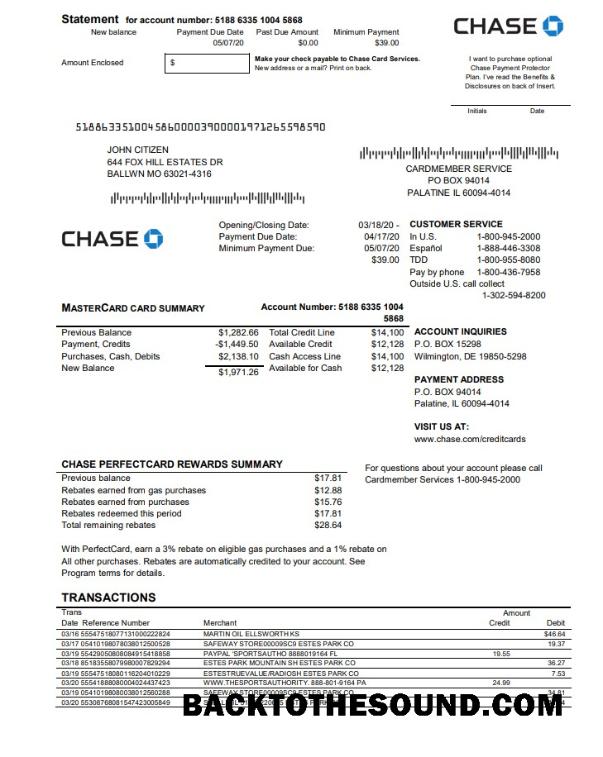 Statement for account number: 5188 6335 1004 5868
CHASE
New balance Payment Due Date Past Due Amount Minimum Payment
05/07/20 $0.00 $39.00
Amount Enclosed $ Make your check payable to Chase Card Services.
New address or a mail? Print on back.
I want to purchase optional
Chase Payment Protector
Plan. I've read the Benefits &
Disclosures on back of Insert.
Initials Date
51886335100458600003900001971265598590
JOHN CITIZEN
644 FOX HILL ESTATES DR
BALLWN MO 63021-4316
CARDMEMBER SERVICE
PO BOX 94014
PALATINE IL 60094-4014
CHASE
Opening/Closing Date: 03/18/20 -
Payment Due Date: 04/17/20
Minimum Payment Due: 05/07/20
$39.00
CUSTOMER SERVICE
In U.S. 1-800-945-2000
Español 1-888-446-3308
TDD 1-800-955-8080
Pay by phone 1-800-436-7958
Outside U.S. call collect
1-302-594-8200
MASTERCARD CARD SUMMARY Account Number: 5188 6335 1004
5868
Previous Balance $1,282.66 Total Credit Line $14,100
Payment, Credits -$1,449.50 Available Credit $12,128
Purchases, Cash, Debits $2,138.10 Cash Access Line $14,100
New Balance $1,971.26 Available for Cash $12,128
ACCOUNT INQUIRIES
P.O. BOX 15298
Wilmington, DE 19850-5298
PAYMENT ADDRESS
P.O. BOX 94014
Palatine, IL 60094-4014
VISIT US AT:
www.chase.com/creditcards
CHASE PERFECTCARD REWARDS SUMMARY
Previous balance $17.81
Rebates earned from gas purchases $12.88
Rebates earned from purchases $15.76
Rebates redeemed this period $17.81
Total remaining rebates $28.64
For questions about your account please call
Cardmember Services 1-800-945-2000
With PerfectCard, earn a 3% rebate on eligible gas purchases and a 1% rebate on
All other purchases. Rebates are automatically credited to your account. See
Program terms for details.
TRANSACTIONS
Trans Amount
Date Reference Number Merchant Credit Debit
03/16 5554751807713100022­2824 MARTIN OIL ELLSWORTH KS $46.64
03/17 05410198078038012500528 SAFEWAY STORE00009SC9 ESTES PARK CO 19.37
03/19 55429050808084915418858 PAYPAL 'SPORTSAUTHO 8888019164 FL 19.55
03/18 85183558079980007829294 ESTES PARK MOUNTAIN SH ESTES PARK CO 36.27
03/19 55547518080116204010229 ESTESTRUEVALUE/RADIOSH ESTES PARK CO 7.53
03/20 55418188080004024437423 WWW.THESPORTSAUTHORITY. 888-801-9164 PA 24.99
03/19 05410198080038012560288 SAFEWAY STORE00009SC9 ESTES PARK CO 34.81
03/20 55308768081547423005849
BACKTOTHESOUND.COM